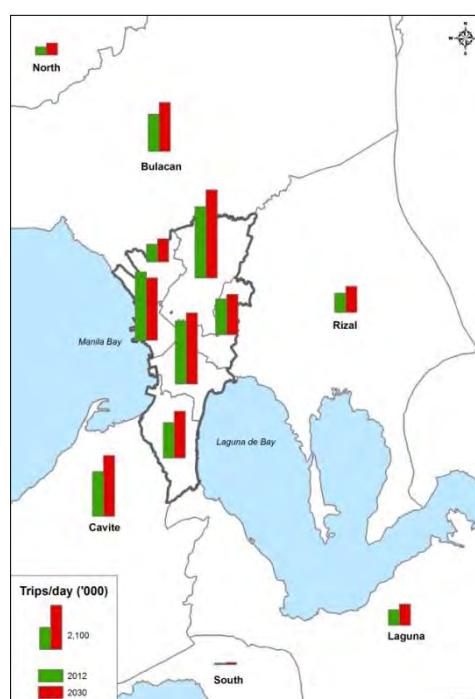 North
Bulacan
Rizal
Manila Bay
Laguna de Bay
Cavite
Trips/day ('000)
2,100
2012
2030
Laguna
South